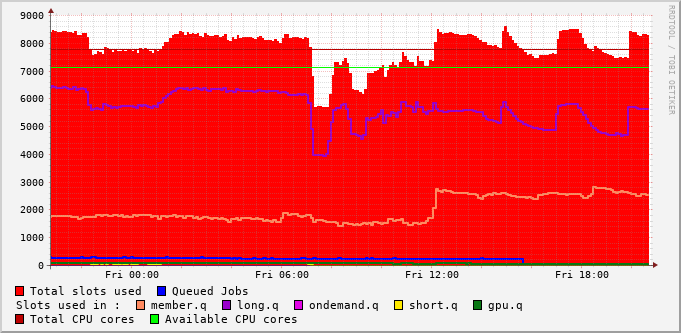 9000
8000
7000
6000
5000
4000
3000
2000
1000
0
Fri 00:00 Fri 06:00 Fri 12:00 Fri 18:00
RRDTOOL / TOBI OETIKER
Total slots used Queued Jobs
Slots used in : member.q long.q ondemand.q short.q gpu.q
Total CPU cores Available CPU cores